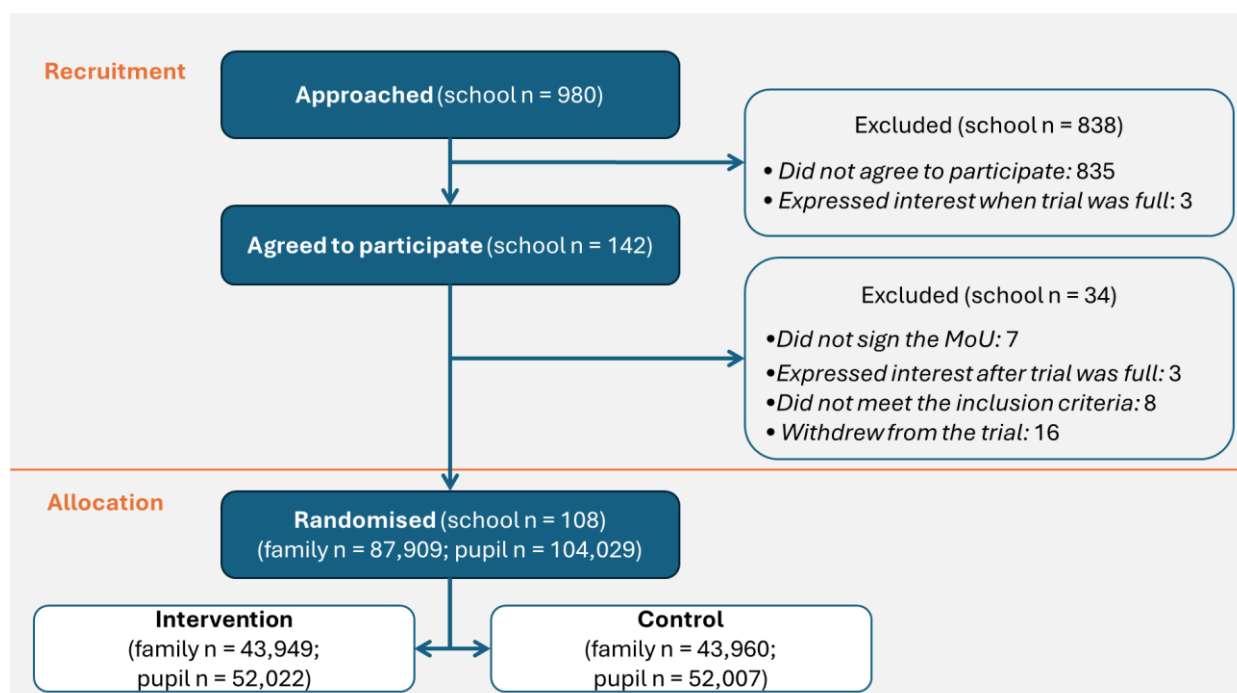 Recruitment
Approached (school n = 980)
Excluded (school n = 838)
• Did not agree to participate: 835
• Expressed interest when trial was full: 3
Agreed to participate (school n = 142)
Excluded (school n = 34)
•Did not sign the MoU: 7
•Expressed interest after trial was full: 3
•Did not meet the inclusion criteria: 8
• Withdrew from the trial: 16
Allocation
Randomised (school n = 108)
(family n = 87,909; pupil n = 104,029)
Intervention
(family n = 43,949;
pupil n = 52,022)
Control
(family n = 43,960;
pupil n = 52,007)